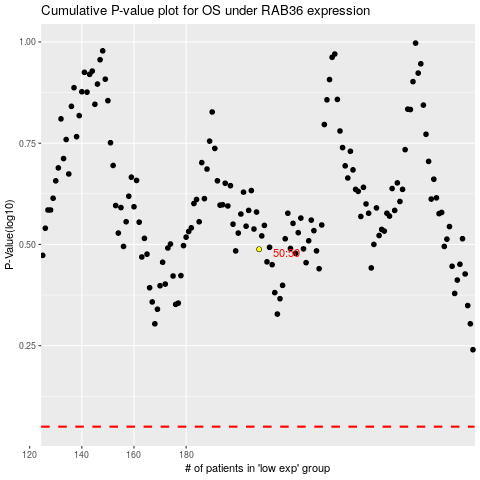 Cumulative P-value plot for OS under RAB36 expression
P-Value(log10)
1.00
0.75
0.50
0.25
50:50
120 140 160 180
# of patients in 'low exp' group